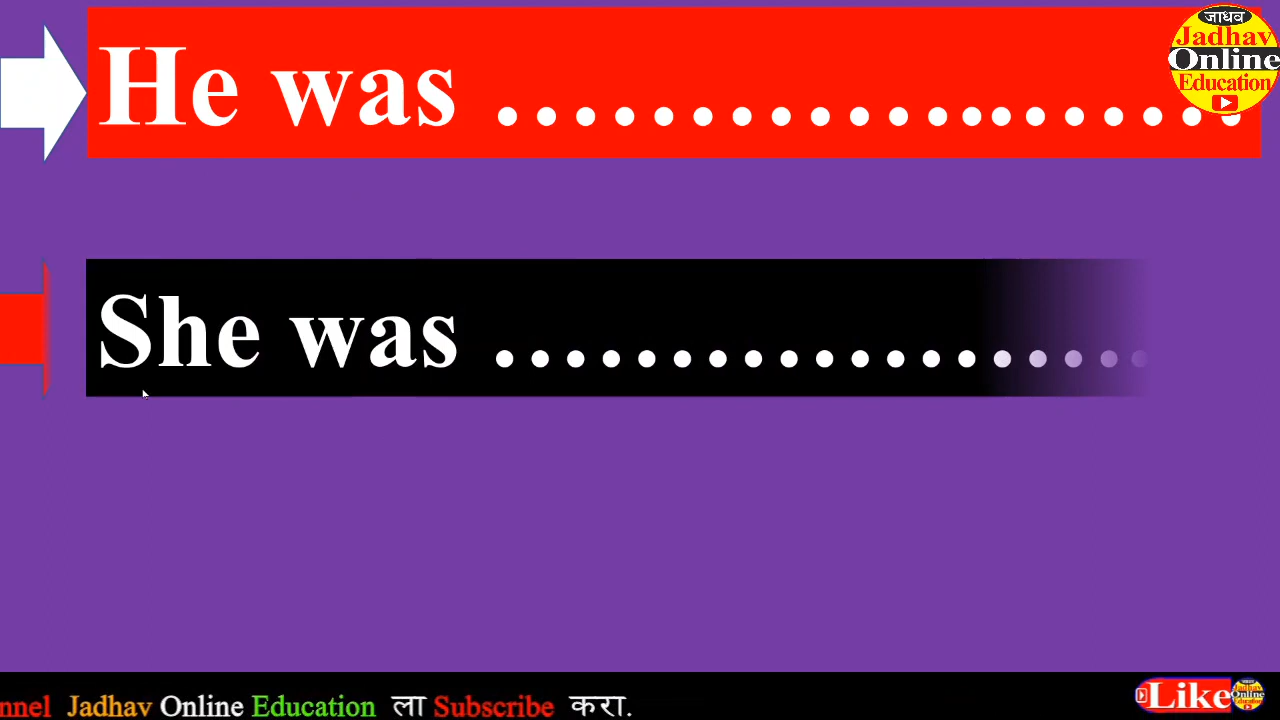 He was .....................
जाधव
Jadhav
Online
Education
She was ...................
nnel Jadhav Online Education ला Subscribe करा.
Like